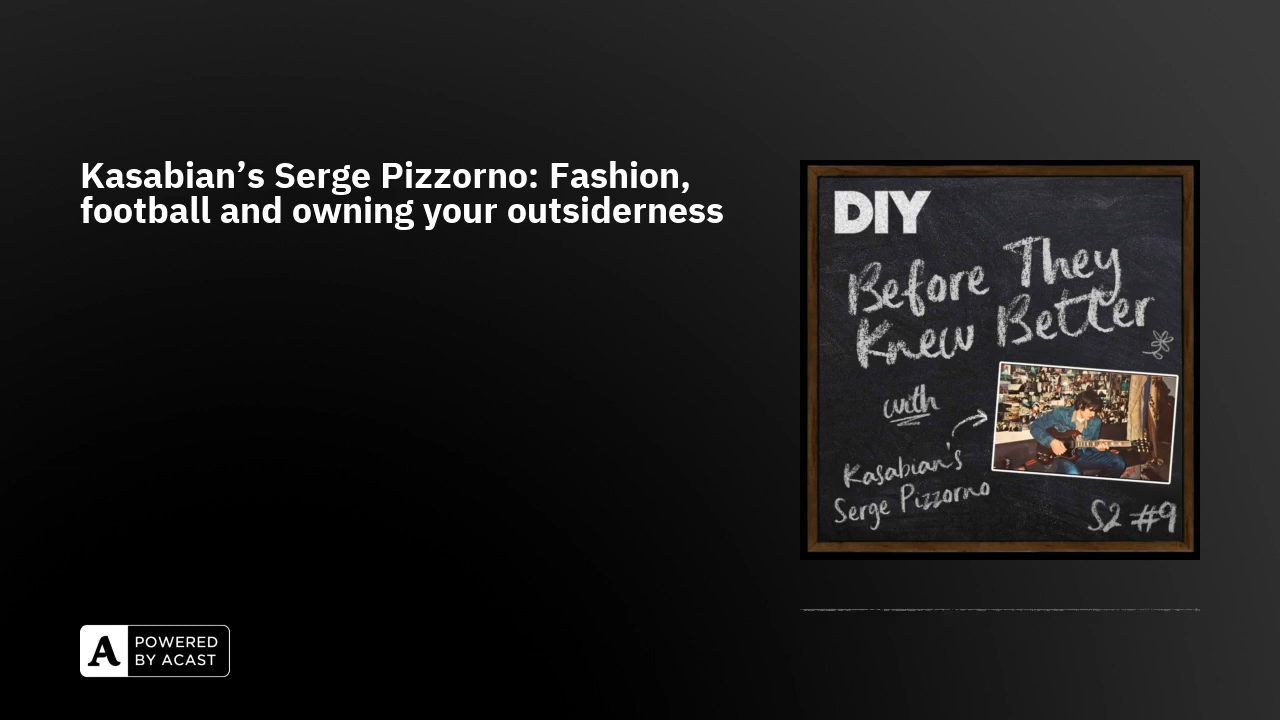 Kasabian’s Serge Pizzorno: Fashion,
football and owning your outsiderness
DIY
Before They
Knew Better
with
Kasabian's
Serge Pizzorno
S2 #9
A POWERED
BY ACAST